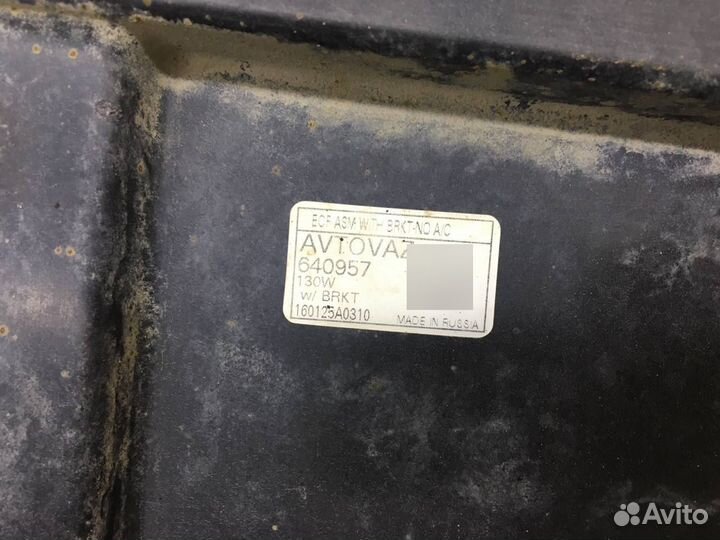 ECF ASM WITH BRKT-NO A/C
AVTOVAZ
640957
130W
w/ BRKT
160125A0310
MADE IN RUSSIA
Avito